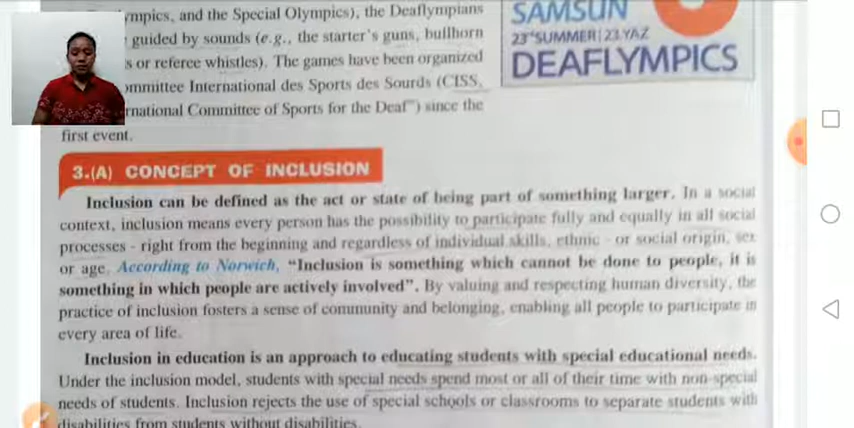 ympics, and the Special Olympics), the Deaflympians
guided by sounds (e.g., the starter's guns, bullhorn
s or referee whistles). The games have been organized
ommittee International des Sports des Sourds (CISS,
rnational Committee of Sports for the Deaf") since the
first event.
SAMSUN
23rd SUMMER | 23.YAZ
DEAFLYMPICS
3.(A) CONCEPT OF INCLUSION
Inclusion can be defined as the act or state of being part of something larger. In a social
context, inclusion means every person has the possibility to participate fully and equally in all social
processes - right from the beginning and regardless of individual skills, ethnic - or social origin, sex
or age. According to Norwich, “Inclusion is something which cannot be done to people, it is
something in which people are actively involved”. By valuing and respecting human diversity, the
practice of inclusion fosters a sense of community and belonging, enabling all people to participate in
every area of life.
Inclusion in education is an approach to educating students with special educational needs.
Under the inclusion model, students with special needs spend most or all of their time with non-special
needs of students. Inclusion rejects the use of special schools or classrooms to separate students with
disabilities from students without disabilities.